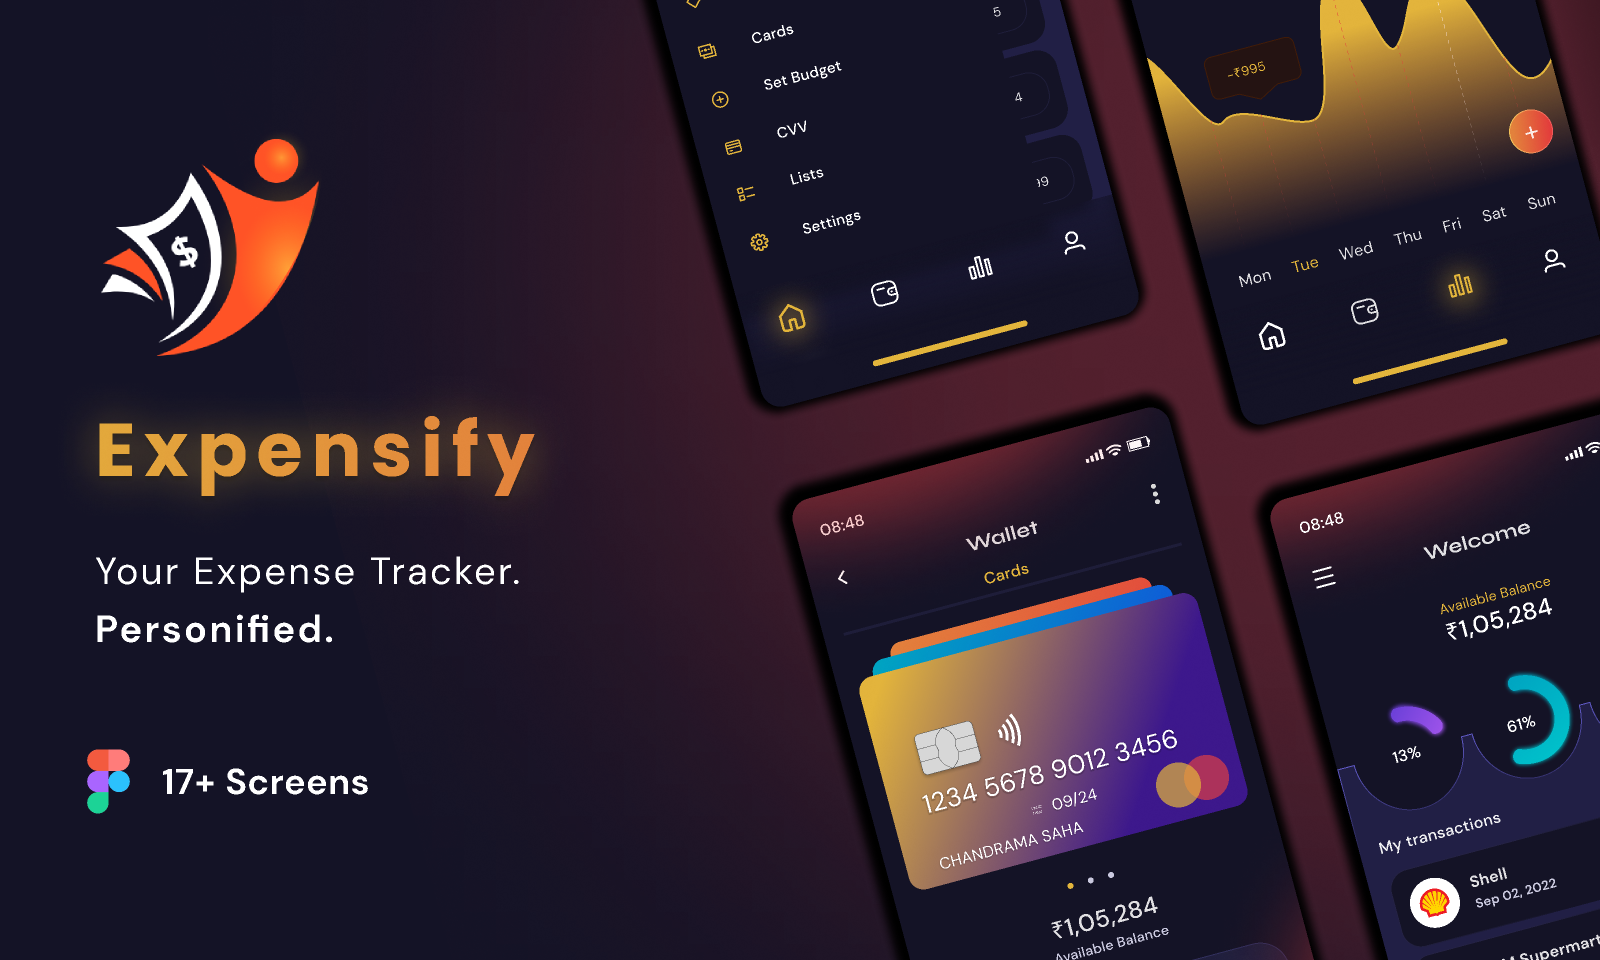 $
Expensify
Your Expense Tracker.
Personified.
17+ Screens
Cards
Set Budget
CVV
Lists
Settings
5
4
99
-₹995
Mon Tue Wed Thu Fri Sat Sun
08:48
Wallet
Cards
1234 5678 9012 3456
09/24
CHANDRAMA SAHA
₹1,05,284
Available Balance
08:48
Welcome
Available Balance
₹1,05,284
13%
61%
My transactions
Shell
Sep 02, 2022
Supermart